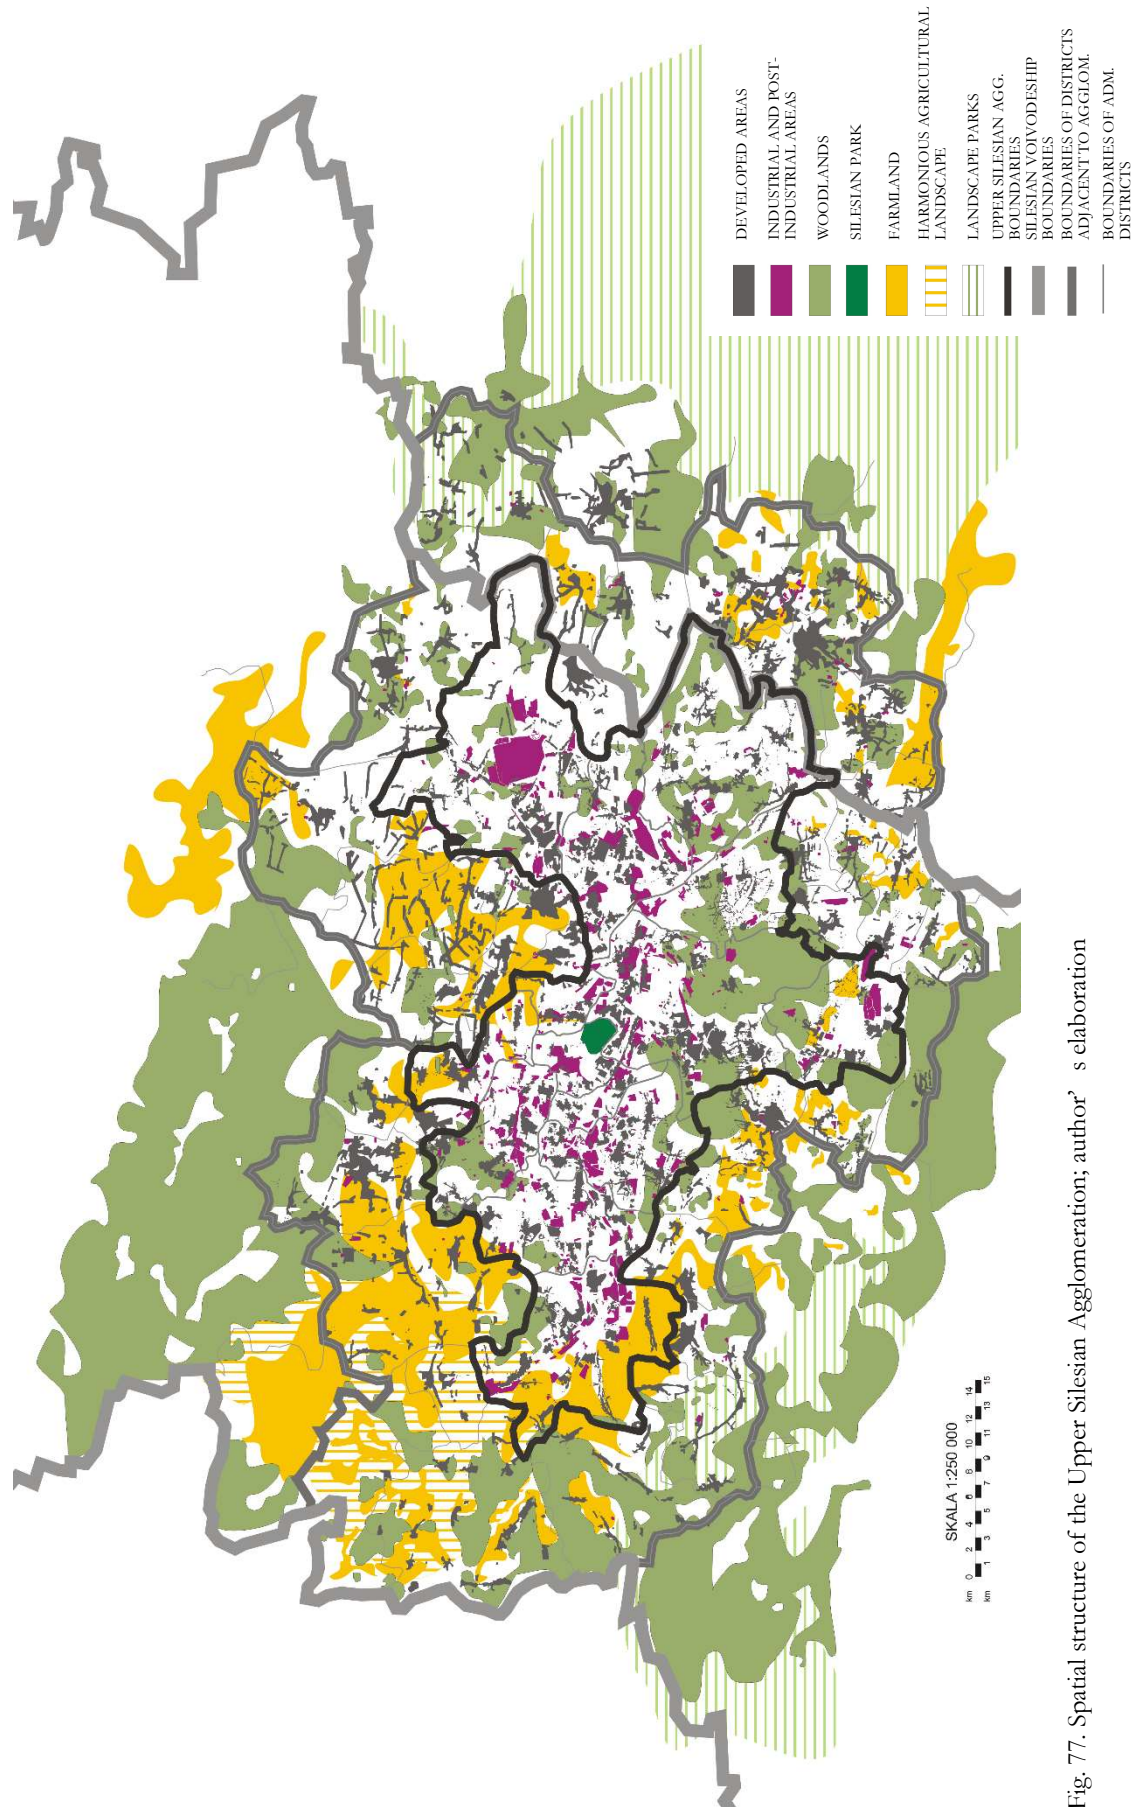 DEVELOPED AREAS
INDUSTRIAL AND POST-
INDUSTRIAL AREAS
WOODLANDS
SILESIAN PARK
FARMLAND
HARMONIOUS AGRICULTURAL
LANDSCAPE
LANDSCAPE PARKS
UPPER SILESIAN AGG.
BOUNDARIES
SILESIAN VOIVODESHIP
BOUNDARIES
BOUNDARIES OF DISTRICTS
ADJACENT TO AGGLOM.
BOUNDARIES OF ADM.
DISTRICTS
SKALA 1:250 000
km 0 2 4 6 8 10 12 14
km 1 3 5 7 9 11 13 15
Fig. 77. Spatial structure of the Upper Silesian Agglomeration; author’ s elaboration